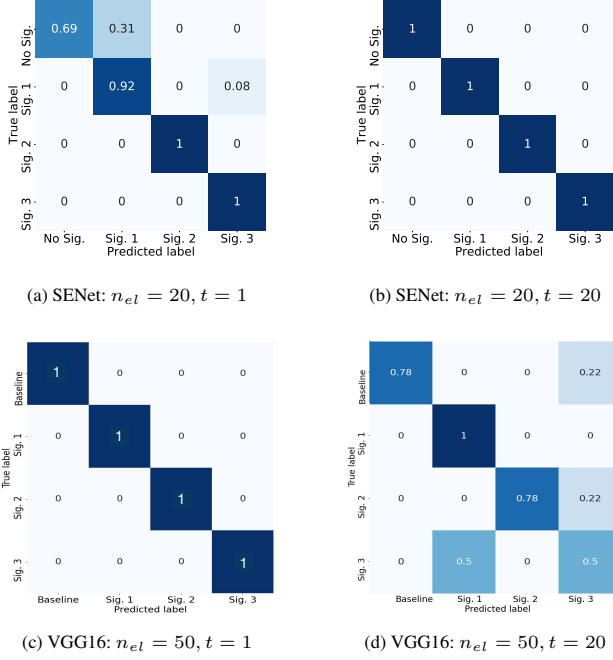 No Sig. 0.69 0.31 0 0
Sig. 1 0 0.92 0 0.08
Sig. 2 0 0 1 0
Sig. 3 0 0 0 1
True label
No Sig. Sig. 1 Sig. 2 Sig. 3
Predicted label
(a) SENet: n_{el} = 20, t = 1
No Sig. 1 0 0 0
Sig. 1 0 1 0 0
Sig. 2 0 0 1 0
Sig. 3 0 0 0 1
True label
No Sig. Sig. 1 Sig. 2 Sig. 3
Predicted label
(b) SENet: n_{el} = 20, t = 20
Baseline 1 0 0 0
Sig. 1 0 1 0 0
Sig. 2 0 0 1 0
Sig. 3 0 0 0 1
True label
Baseline Sig. 1 Sig. 2 Sig. 3
Predicted label
(c) VGG16: n_{el} = 50, t = 1
Baseline 0.78 0 0 0.22
Sig. 1 0 1 0 0
Sig. 2 0 0 0.78 0.22
Sig. 3 0 0.5 0 0.5
True label
Baseline Sig. 1 Sig. 2 Sig. 3
Predicted label
(d) VGG16: n_{el} = 50, t = 20